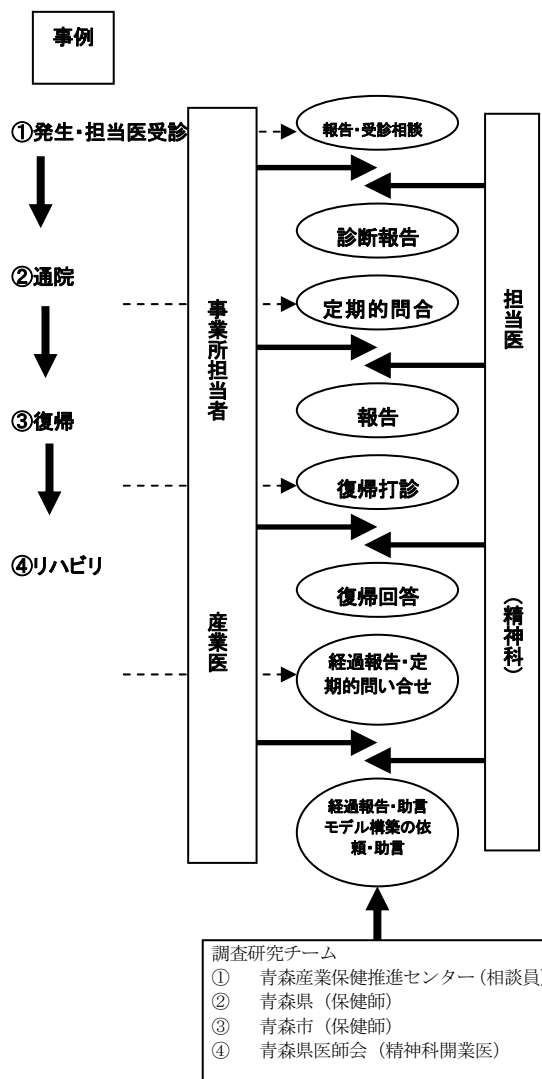 事例
①発生・担当医受診
②通院
③復帰
④リハビリ
事業所担当者
産業医
報告・受診相談
診断報告
定期的問合
報告
復帰打診
復帰回答
経過報告・定
期的問い合せ
経過報告・助言
モデル構築の依
頼・助言
担当医
（精神科）
調査研究チーム
① 青森産業保健推進センター（相談員）
② 青森県（保健師）
③ 青森市（保健師）
④ 青森県医師会（精神科開業医）